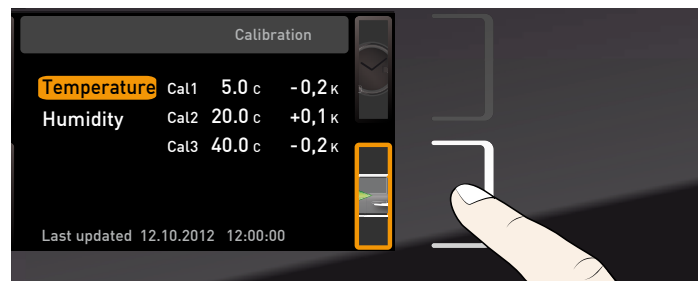 Calibration
Temperature Cal1 5.0 C -0,2 K
Humidity Cal2 20.0 C +0,1 K
Cal3 40.0 C -0,2 K
Last updated 12.10.2012 12:00:00